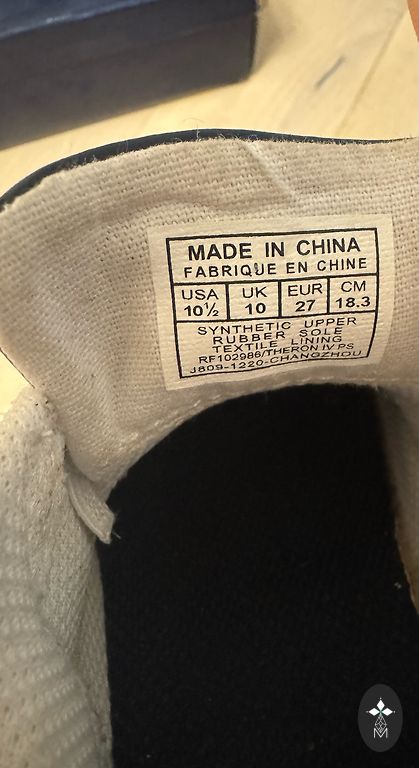 MADE IN CHINA
FABRIQUE EN CHINE
USA UK EUR CM
10½ 10 27 18.3
SYNTHETIC UPPER
RUBBER SOLE
TEXTILE LINING
RF102986/THERON IV PS
J809-1220-CHANGZHOU
M